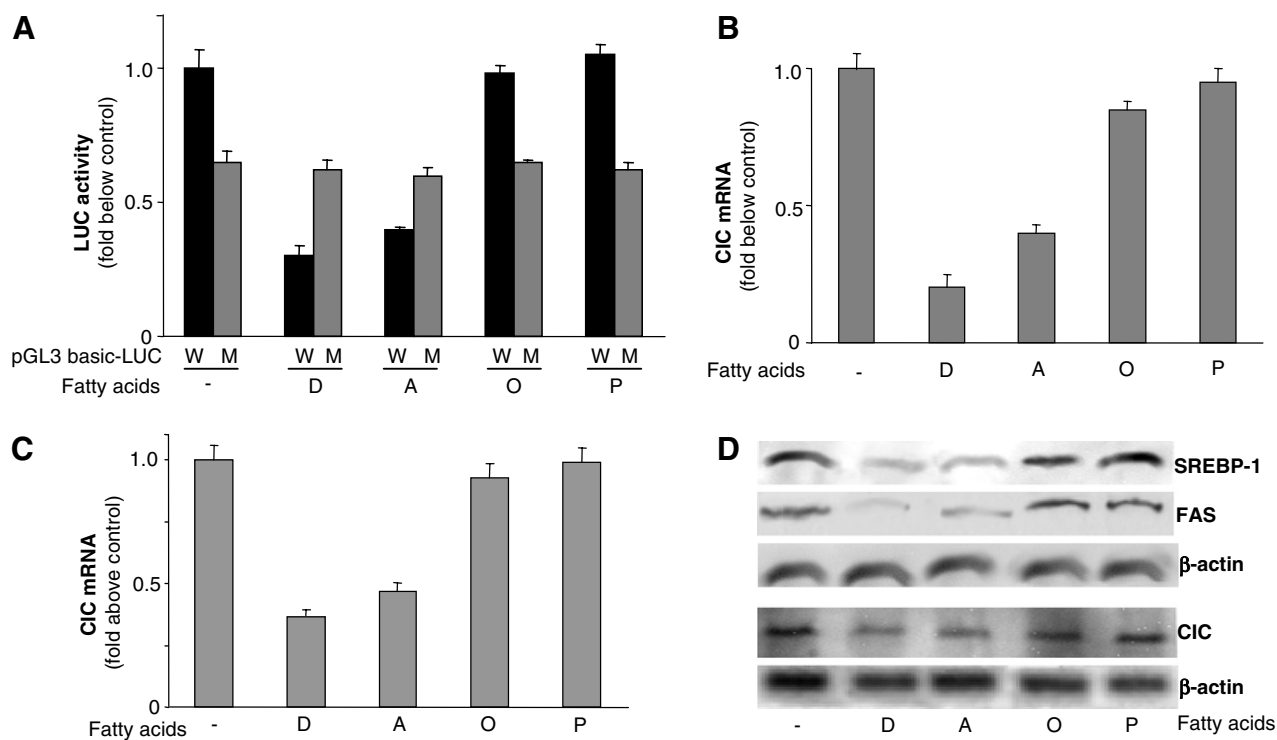 A
LUC activity
(fold below control)
1.0
0.5
0
pGL3 basic-LUC W M W M W M W M W M
Fatty acids - D A O P
B
CIC mRNA
(fold below control)
1.0
0.5
0
Fatty acids - D A O P
C
CIC mRNA
(fold above control)
1.0
0.5
0
Fatty acids - D A O P
D
SREBP-1
FAS
β-actin
CIC
β-actin
- D A O P Fatty acids